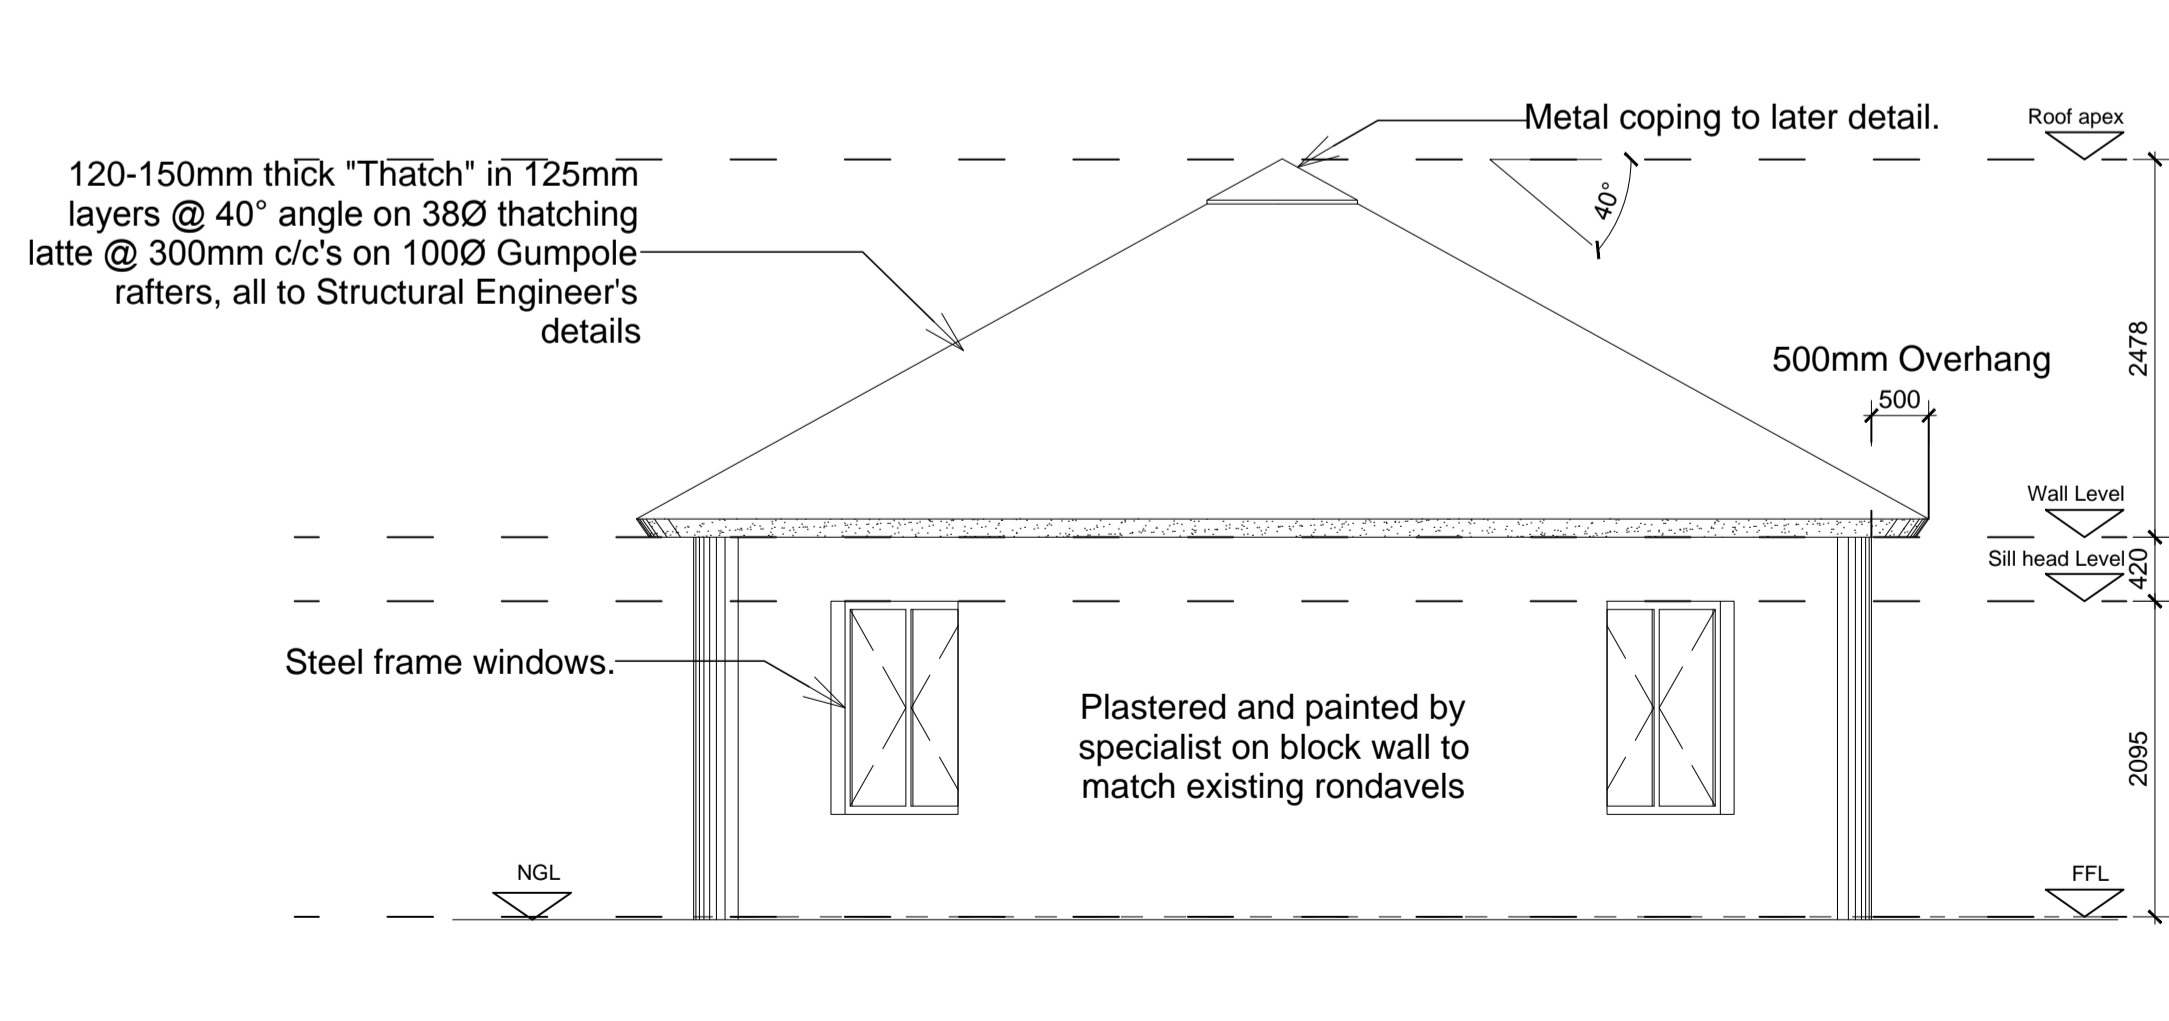 Metal coping to later detail.
Roof apex
120-150mm thick "Thatch" in 125mm
layers @ 40° angle on 38Ø thatching
latte @ 300mm c/c's on 100Ø Gumpole
rafters, all to Structural Engineer's
details
40°
2478
500mm Overhang
500
Wall Level
Sill head Level
420
Steel frame windows.
Plastered and painted by
specialist on block wall to
match existing rondavels
2095
NGL
FFL